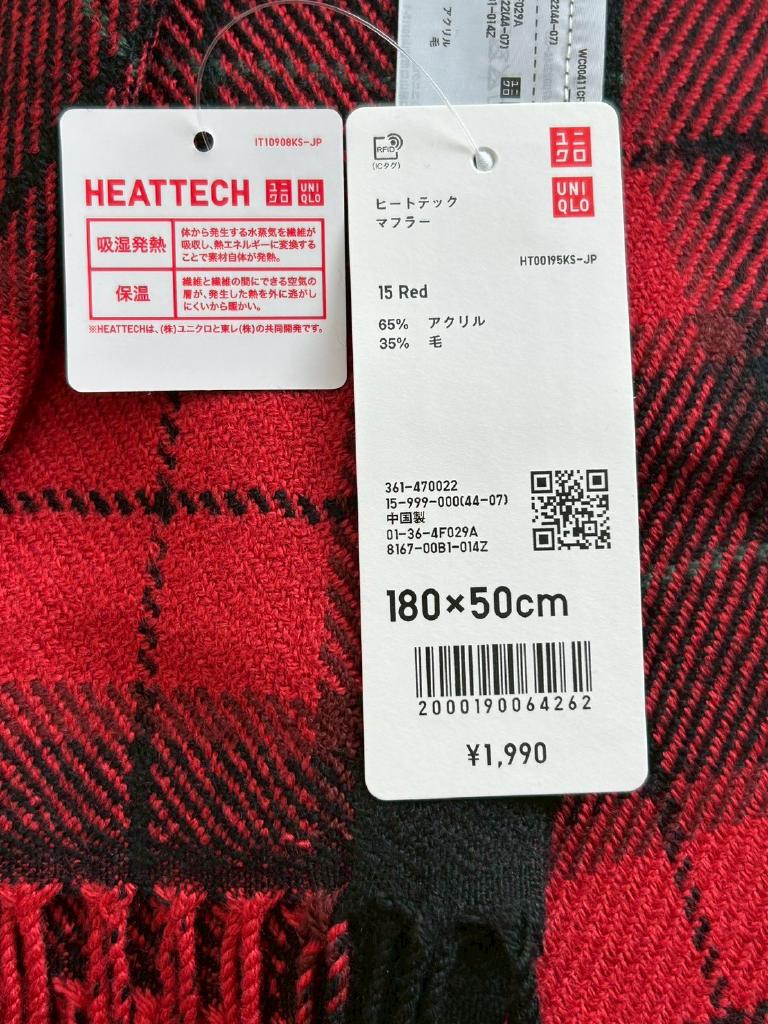 アクリル
毛
IT10908KS-JP
HEATTECH ユニクロ UNIQLO
吸湿発熱
体から発生する水蒸気を繊維が
吸収し、熱エネルギーに変換する
ことで素材自体が発熱。
保温
繊維と繊維の間にできる空気の
層が、発生した熱を外に逃がし
にくいから暖かい。
※HEATTECHは、(株)ユニクロと東レ(株)の共同開発です。
RFID
(ICタグ)
ユニクロ
UNIQLO
ヒートテック
マフラー
HT00195KS-JP
15 Red
65% アクリル
35% 毛
361-470022
15-999-000(44-07)
中国製
01-36-4F029A
8167-00B1-014Z
180×50cm
2000190064262
¥1,990